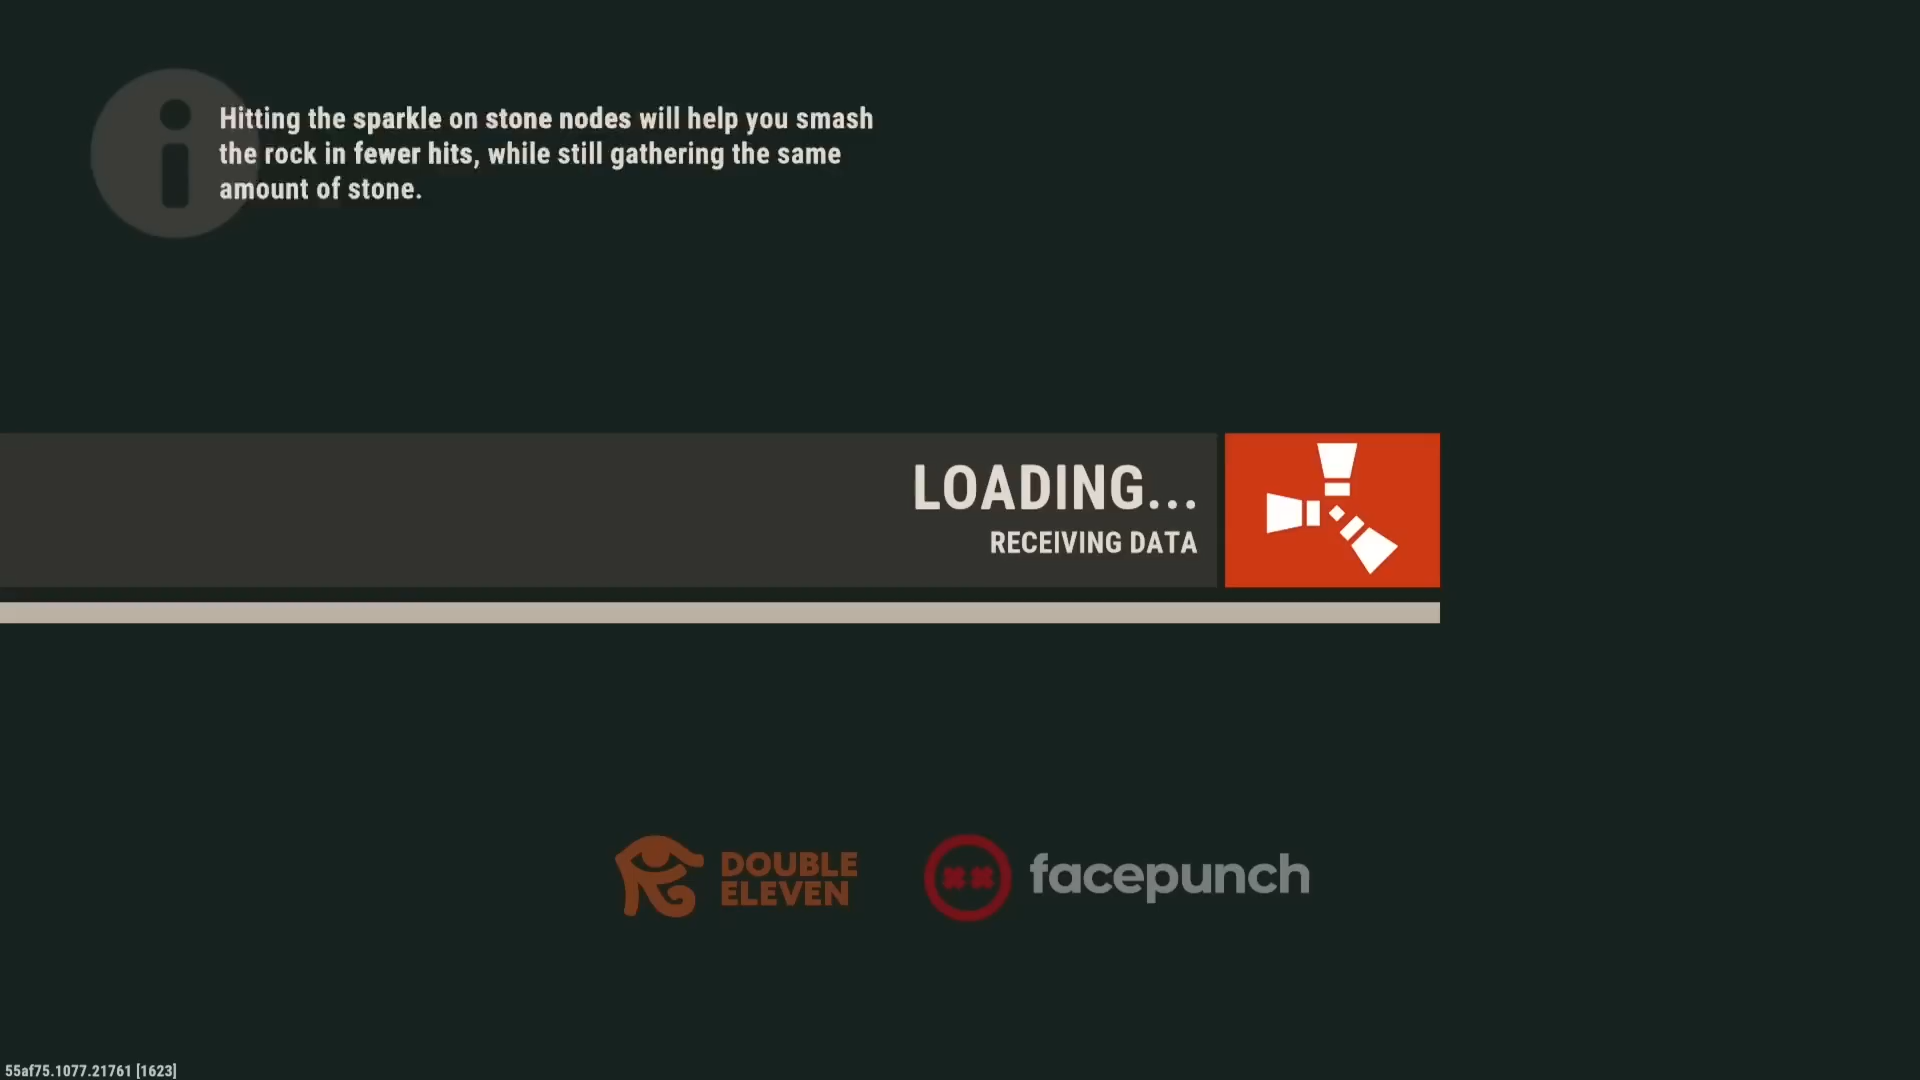 Hitting the sparkle on stone nodes will help you smash
the rock in fewer hits, while still gathering the same
amount of stone.
LOADING...
RECEIVING DATA
DOUBLE
ELEVEN
facepunch
55af75.1077.21761 [1623]